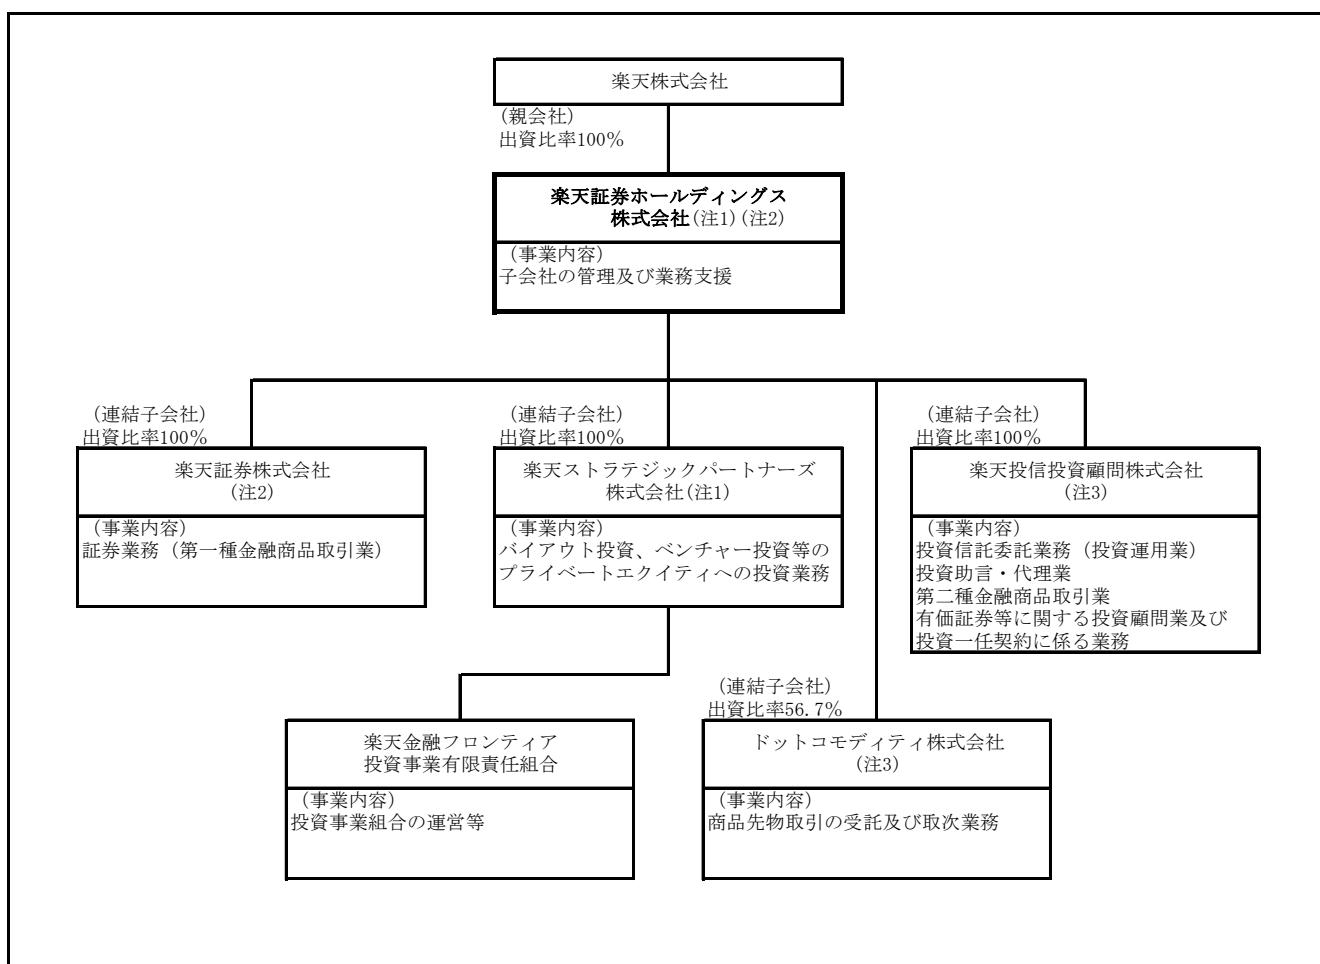 楽天株式会社
(親会社)
出資比率100%
楽天証券ホールディングス
株式会社(注1)(注2)
(事業内容)
子会社の管理及び業務支援
(連結子会社)
出資比率100%
楽天証券株式会社
(注2)
(事業内容)
証券業務(第一種金融商品取引業)
(連結子会社)
出資比率100%
楽天ストラテジックパートナーズ
株式会社(注1)
(事業内容)
バイアウト投資、ベンチャー投資等の
プライベートエクイティへの投資業務
(連結子会社)
出資比率100%
楽天投信投資顧問株式会社
(注3)
(事業内容)
投資信託委託業務(投資運用業)
投資助言・代理業
第二種金融商品取引業
有価証券等に関する投資顧問業及び
投資一任契約に係る業務
楽天金融フロンティア
投資事業有限責任組合
(事業内容)
投資事業組合の運営等
(連結子会社)
出資比率56.7%
ドットコモディティ株式会社
(注3)
(事業内容)
商品先物取引の受託及び取次業務